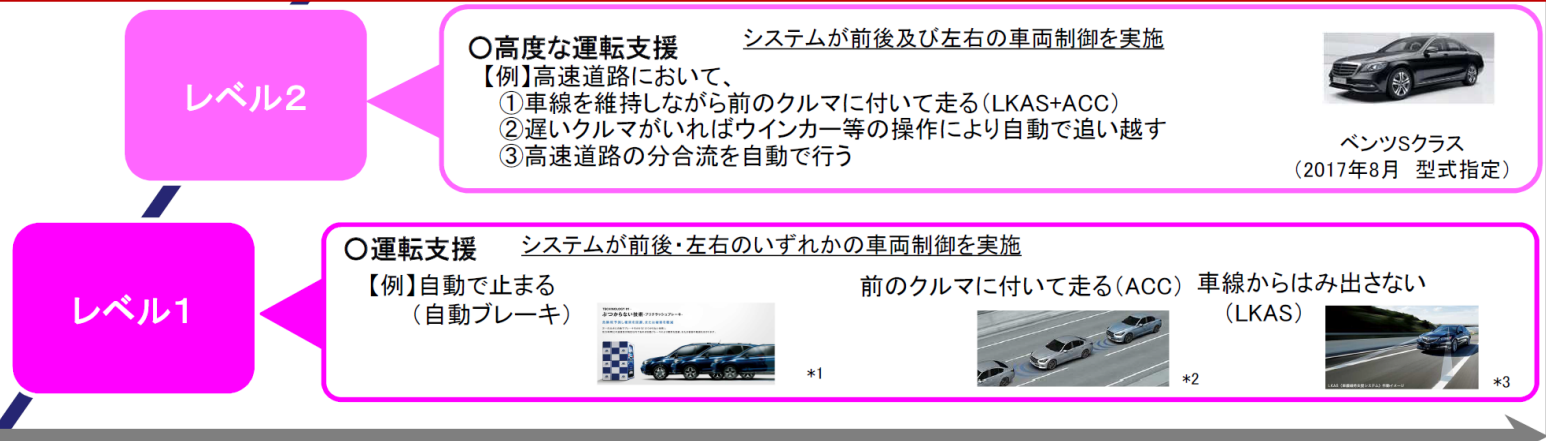 レベル2
〇高度な運転支援
システムが前後及び左右の車両制御を実施
【例】高速道路において、
①車線を維持しながら前のクルマに付いて走る(LKAS+ACC)
②遅いクルマがいればウインカー等の操作により自動で追い越す
③高速道路の分合流を自動で行う
ベンツSクラス
(2017年8月 型式指定)
レベル1
〇運転支援
システムが前後・左右のいずれかの車両制御を実施
【例】自動で止まる
(自動ブレーキ)
ぶつからない技術
*1
前のクルマに付いて走る(ACC)
*2
車線からはみ出さない
(LKAS)
*3